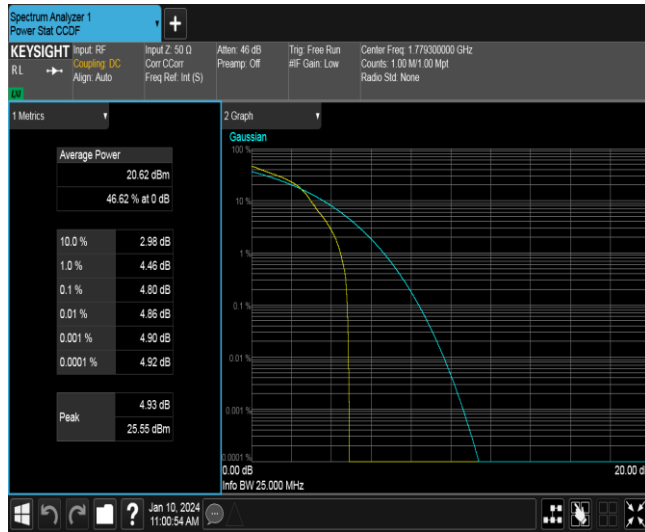 Spectrum Analyzer 1
Power Stat CCDF
+
KEYSIGHT
RL
LXI
Input: RF
Coupling: DC
Align: Auto
Input Z: 50 Ω
Corr CCorr
Freq Ref: Int (S)
Atten: 46 dB
Preamp: Off
Trig: Free Run
#IF Gain: Low
Center Freq: 1.779300000 GHz
Counts: 1.00 M/1.00 Mpt
Radio Std: None
1 Metrics
Average Power
20.62 dBm
46.62 % at 0 dB
10.0 % 2.98 dB
1.0 % 4.46 dB
0.1 % 4.80 dB
0.01 % 4.86 dB
0.001 % 4.90 dB
0.0001 % 4.92 dB
Peak
4.93 dB
25.55 dBm
2 Graph
Gaussian
100 %
10 %
1 %
0.1 %
0.01 %
0.001 %
0.0001 %
0.00 dB
20.00 d
Info BW 25.000 MHz
?
Jan 10, 2024
11:00:54 AM